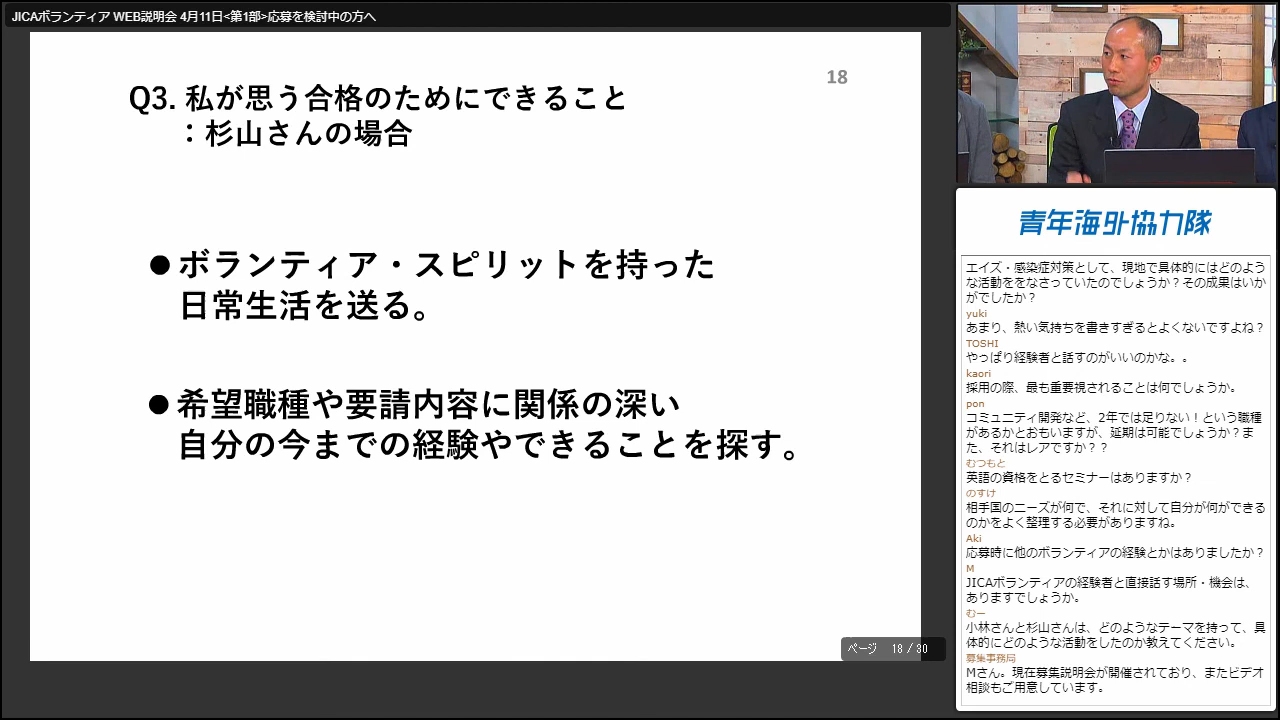 JICAボランティア WEB説明会 4月11日<第1部>応募を検討中の方へ
18
Q3. 私が思う合格のためにできること
：杉山さんの場合
●ボランティア・スピリットを持った
日常生活を送る。
●希望職種や要請内容に関係の深い
自分の今までの経験やできることを探す。
ページ 18 / 30
青年海外協力隊
エイズ・感染症対策として、現地で具体的にはどのよう
な活動ををなさっていたのでしょうか？その成果はいか
がでしたか？
yuki
あまり、熱い気持ちを書きすぎるとよくないですよね？
TOSHI
やっぱり経験者と話すのがいいのかな。。
kaori
採用の際、最も重要視されることは何でしょうか。
pon
コミュニティ開発など、2年では足りない！という職種
があるかとおもいますが、延期は可能でしょうか？ま
た、それはレアですか？？
むつもと
英語の資格をとるセミナーはありますか？
のすけ
相手国のニーズが何で、それに対して自分が何ができる
のかをよく整理する必要がありますね。
Aki
応募時に他のボランティアの経験とかはありましたか？
M
JICAボランティアの経験者と直接話す場所・機会は、
ありますでしょうか。
むー
小林さんと杉山さんは、どのようなテーマを持って、具
体的にどのような活動をしたのか教えてください。
募集事務局
Mさん。現在募集説明会が開催されており、またビデオ
相談もご用意しています。